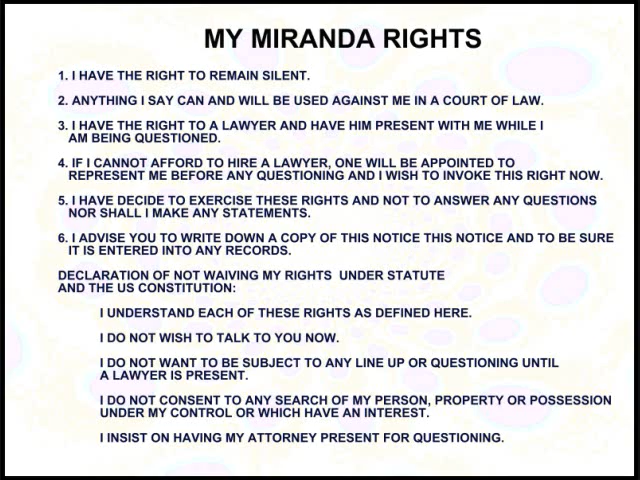 MY MIRANDA RIGHTS
1. I HAVE THE RIGHT TO REMAIN SILENT.
2. ANYTHING I SAY CAN AND WILL BE USED AGAINST ME IN A COURT OF LAW.
3. I HAVE THE RIGHT TO A LAWYER AND HAVE HIM PRESENT WITH ME WHILE I
AM BEING QUESTIONED.
4. IF I CANNOT AFFORD TO HIRE A LAWYER, ONE WILL BE APPOINTED TO
REPRESENT ME BEFORE ANY QUESTIONING AND I WISH TO INVOKE THIS RIGHT NOW.
5. I HAVE DECIDE TO EXERCISE THESE RIGHTS AND NOT TO ANSWER ANY QUESTIONS
NOR SHALL I MAKE ANY STATEMENTS.
6. I ADVISE YOU TO WRITE DOWN A COPY OF THIS NOTICE THIS NOTICE AND TO BE SURE
IT IS ENTERED INTO ANY RECORDS.
DECLARATION OF NOT WAIVING MY RIGHTS UNDER STATUTE
AND THE US CONSTITUTION:
I UNDERSTAND EACH OF THESE RIGHTS AS DEFINED HERE.
I DO NOT WISH TO TALK TO YOU NOW.
I DO NOT WANT TO BE SUBJECT TO ANY LINE UP OR QUESTIONING UNTIL
A LAWYER IS PRESENT.
I DO NOT CONSENT TO ANY SEARCH OF MY PERSON, PROPERTY OR POSSESSION
UNDER MY CONTROL OR WHICH HAVE AN INTEREST.
I INSIST ON HAVING MY ATTORNEY PRESENT FOR QUESTIONING.